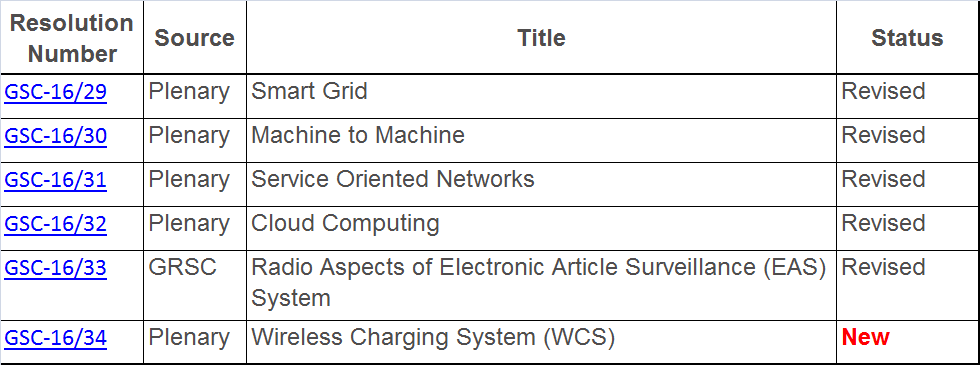 Resolution Number Source Title Status
GSC-16/29 Plenary Smart Grid Revised
GSC-16/30 Plenary Machine to Machine Revised
GSC-16/31 Plenary Service Oriented Networks Revised
GSC-16/32 Plenary Cloud Computing Revised
GSC-16/33 GRSC Radio Aspects of Electronic Article Surveillance (EAS) Revised
System
GSC-16/34 Plenary Wireless Charging System (WCS) New